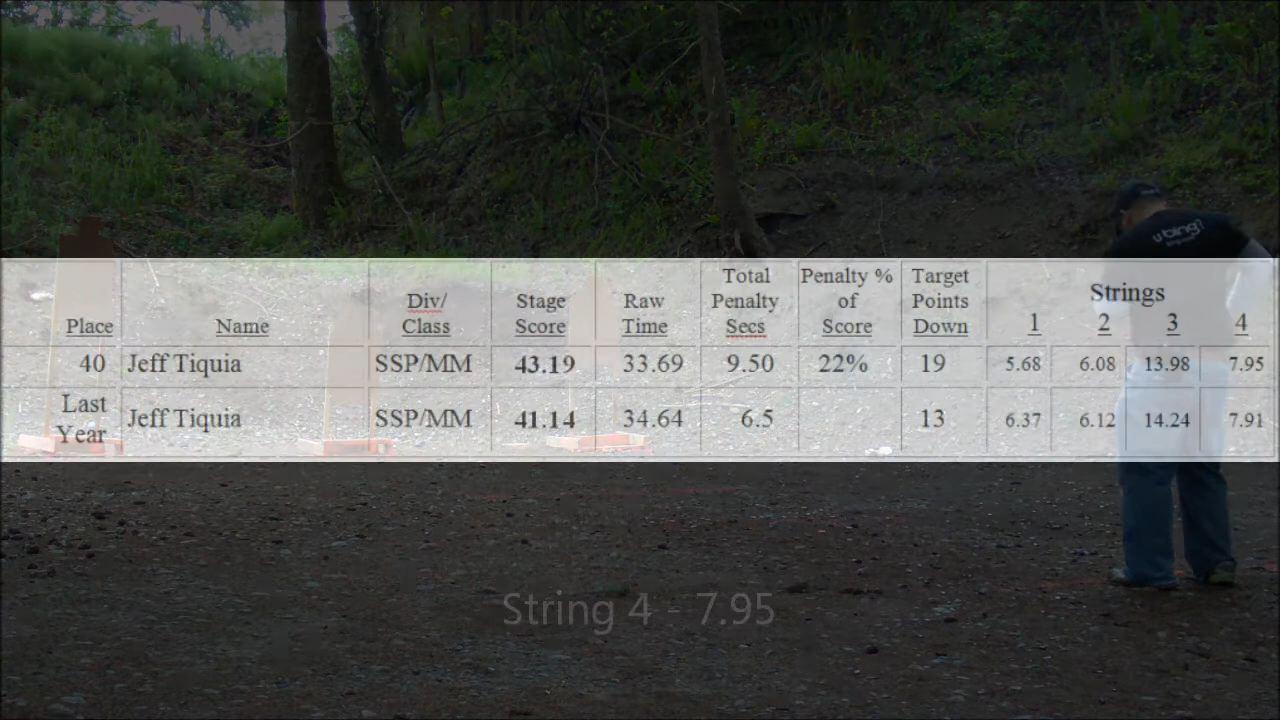 u bing?
Place Name Div/ Class Stage Score Raw Time Total Penalty Secs Penalty % of Score Target Points Down Strings 1 2 3 4
40 Jeff Tiquia SSP/MM 43.19 33.69 9.50 22% 19 5.68 6.08 13.98 7.95
Last Year Jeff Tiquia SSP/MM 41.14 34.64 6.5 13 6.37 6.12 14.24 7.91
String 4 - 7.95